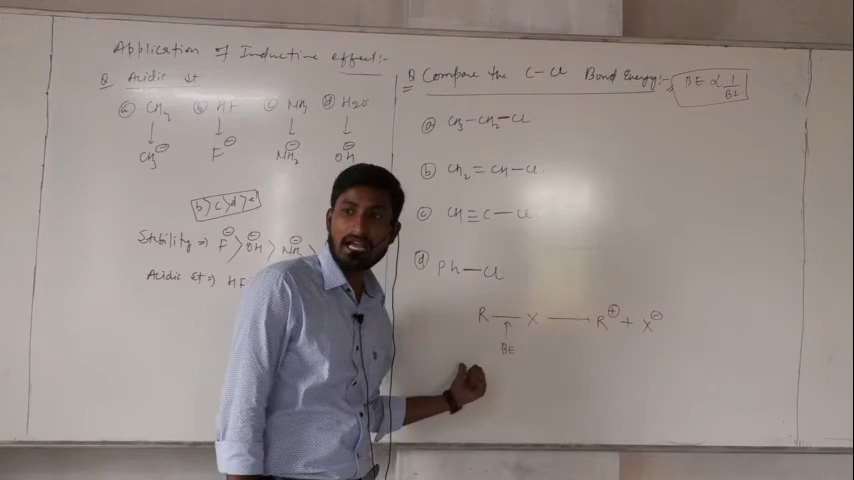 Application of Inductive effect:-
Q Acidic st
ⓐ CH4 ⓑ HF ⓒ NH3 ⓓ H2O
↓ ↓ ↓ ↓
CH3⊖ F⊖ NH2⊖ OH⊖
b>c>d>a
Stability ⇒ F⊖ > OH⊖ > NH2⊖ >
Acidic st ⇒ HF
Q Compare the C-Cl Bond Energy:-
BE ∝ 1/BL
ⓐ CH3-CH2-Cl
ⓑ CH2=CH-Cl
ⓒ CH≡C-Cl
ⓓ Ph-Cl
R—X ⟶ R⊕ + X⊖
↑
BE